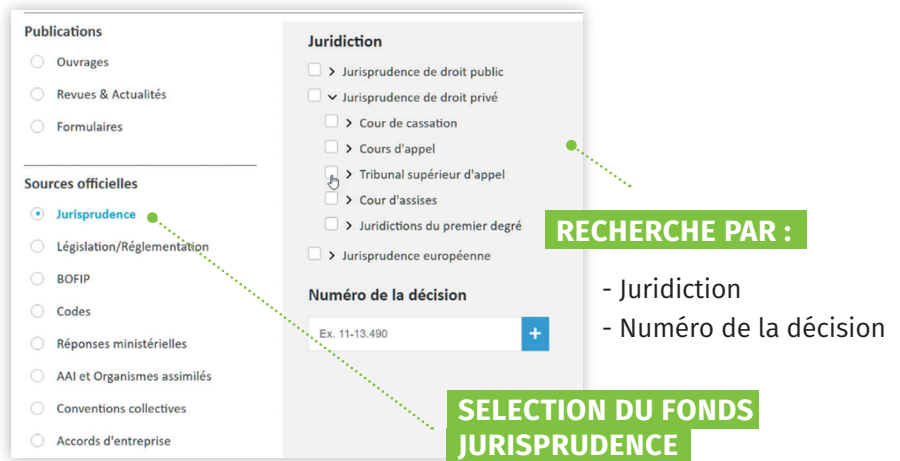 Publications
Ouvrages
Revues & Actualités
Formulaires
Sources officielles
Jurisprudence
Législation/Réglementation
BOFIP
Codes
Réponses ministérielles
AAI et Organismes assimilés
Conventions collectives
Accords d'entreprise
Juridiction
Jurisprudence de droit public
Jurisprudence de droit privé
Cour de cassation
Cours d'appel
Tribunal supérieur d'appel
Cour d'assises
Juridictions du premier degré
Jurisprudence européenne
Numéro de la décision
Ex. 11-13.490 +
RECHERCHE PAR :
- Juridiction
- Numéro de la décision
SELECTION DU FONDS
JURISPRUDENCE